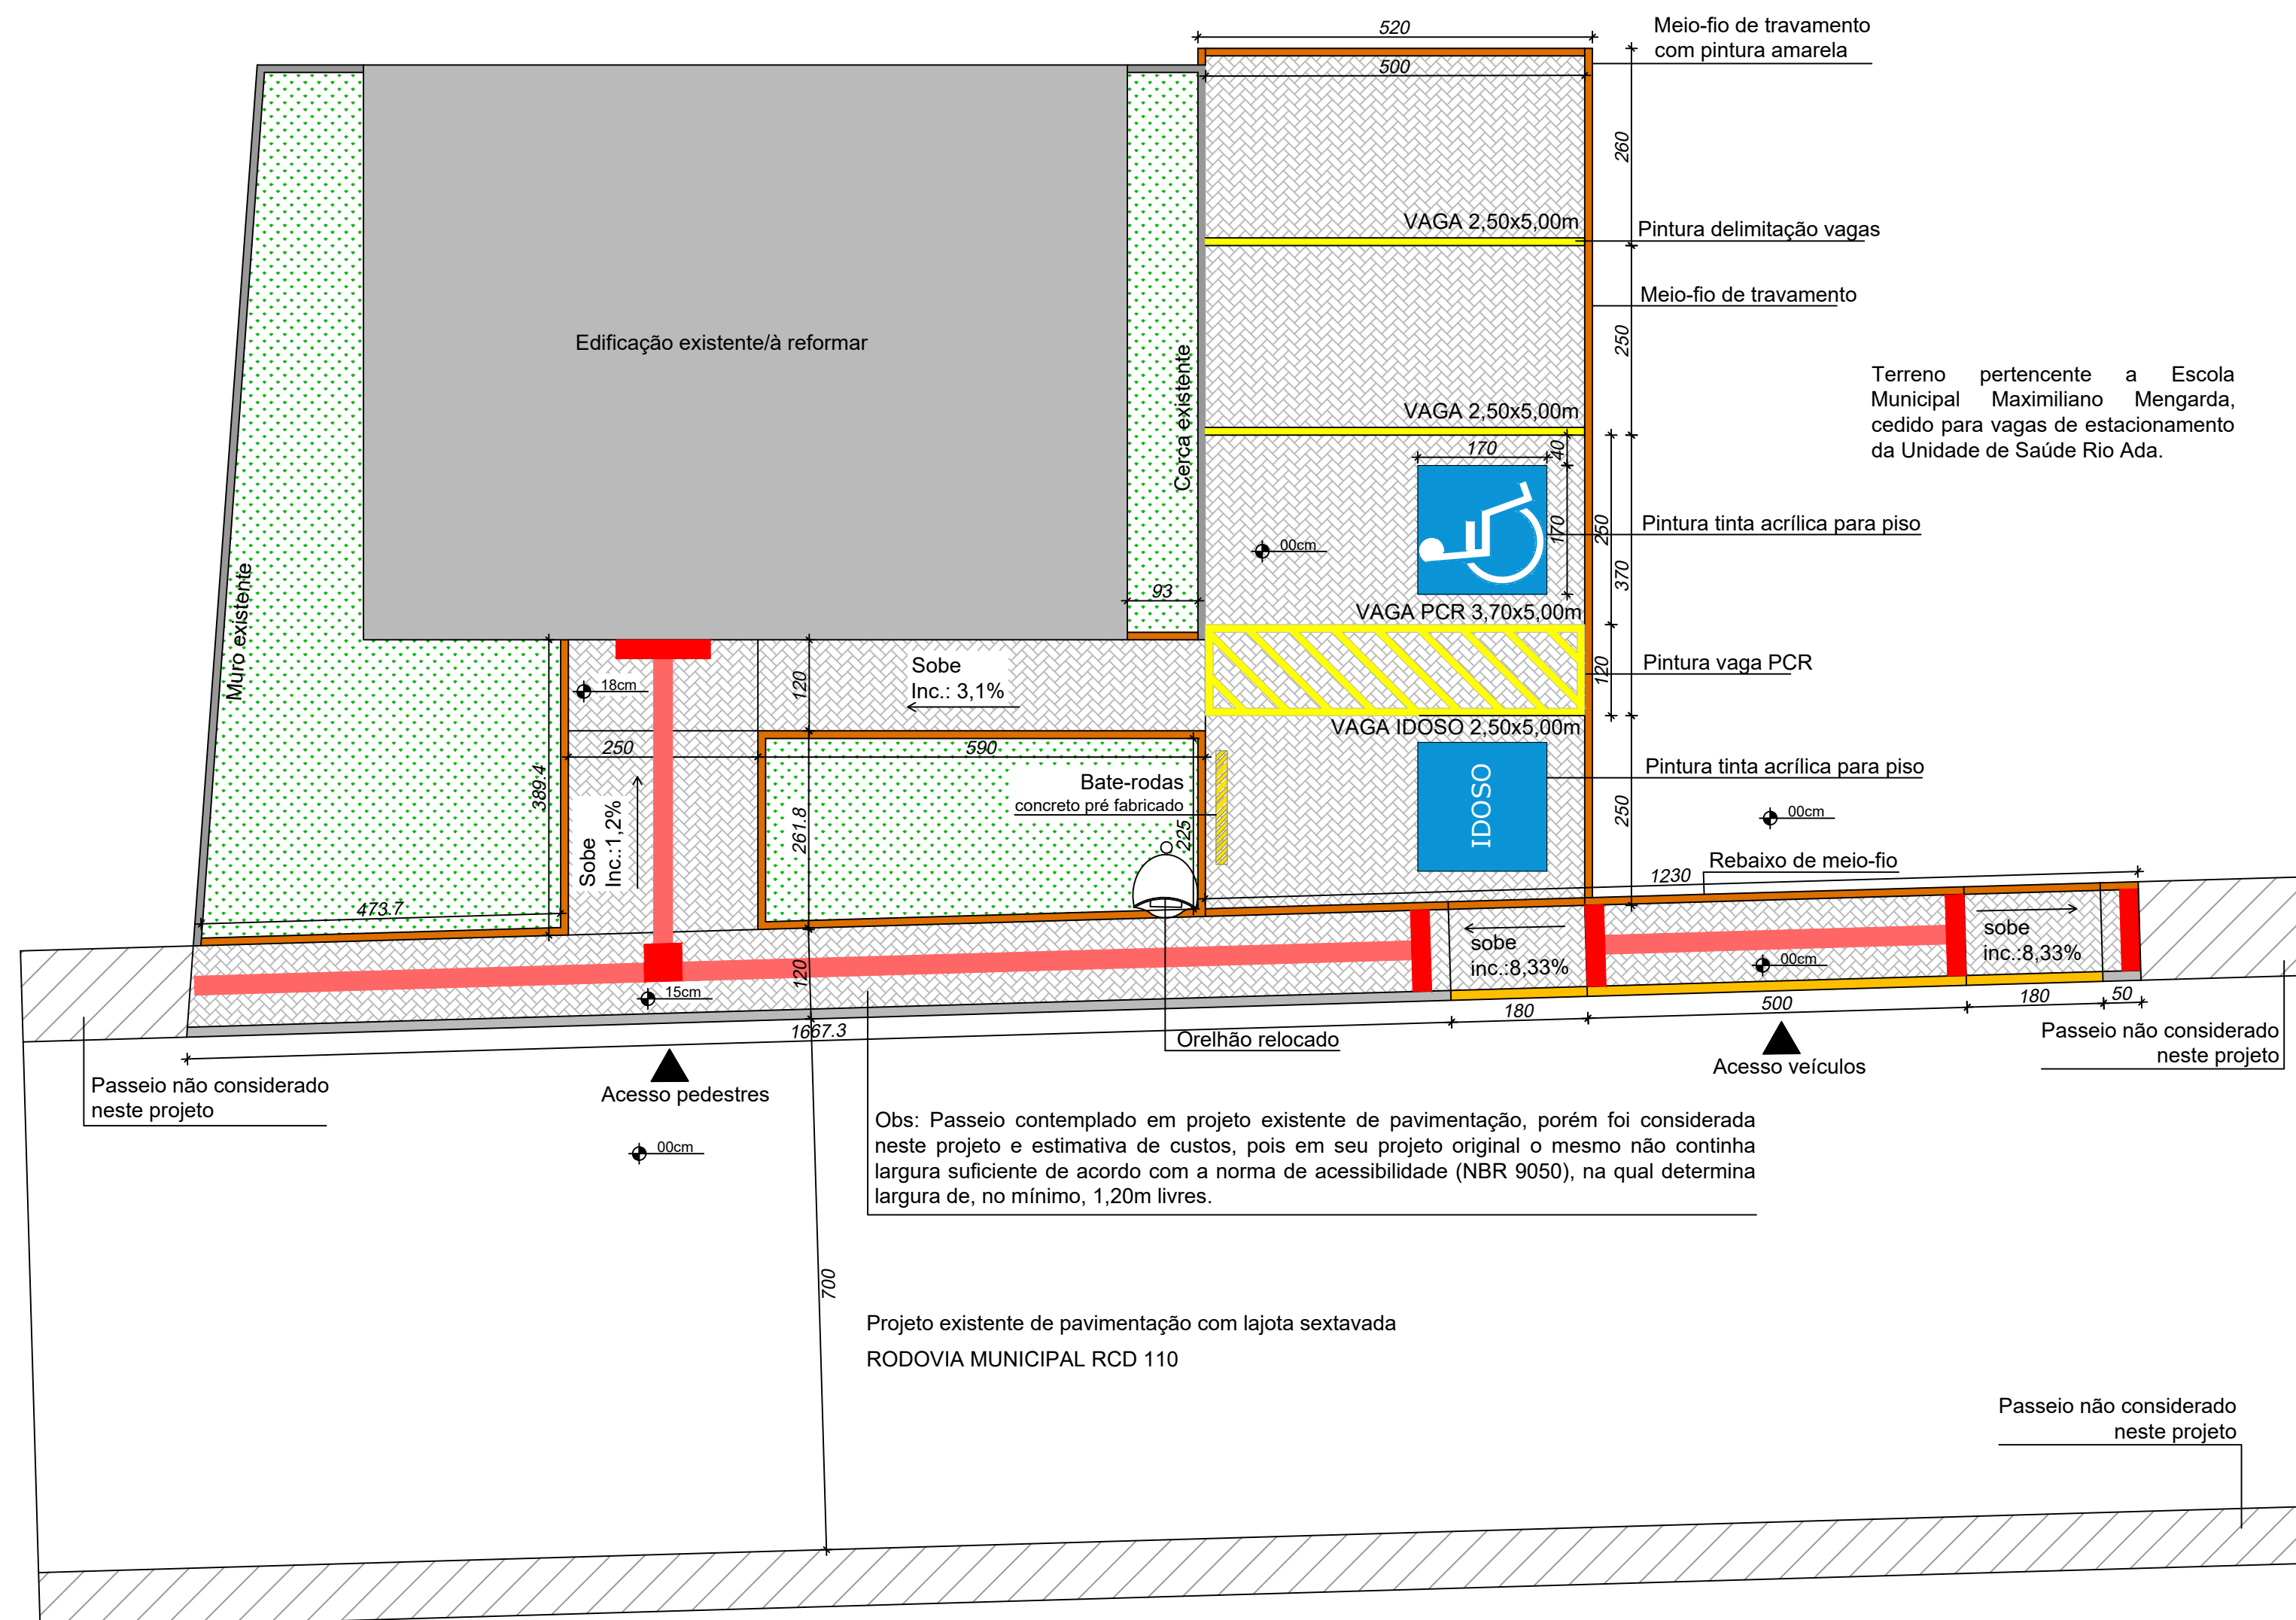 520
Meio-fio de travamento
com pintura amarela
500
260
VAGA 2,50x5,00m
Pintura delimitação vagas
Meio-fio de travamento
Edificação existente/à reformar
250
Cerca existente
Terreno pertencente a Escola
Municipal Maximiliano Mengarda,
cedido para vagas de estacionamento
da Unidade de Saúde Rio Ada.
VAGA 2,50x5,00m
170
40
170
250
370
Pintura tinta acrílica para piso
00cm
Muro existente
93
VAGA PCR 3,70x5,00m
Sobe
Inc.: 3,1%
18cm
120
120
Pintura vaga PCR
VAGA IDOSO 2,50x5,00m
250
590
389.4
Bate-rodas
concreto pré fabricado
IDOSO
Pintura tinta acrílica para piso
Sobe
Inc.:1,2%
261.8
225
250
00cm
Rebaixo de meio-fio
1230
473.7
sobe
inc.:8,33%
sobe
inc.:8,33%
120
15cm
00cm
1667.3
180
500
180
50
Orelhão relocado
Passeio não considerado
neste projeto
Acesso pedestres
Acesso veículos
Passeio não considerado
neste projeto
00cm
Obs: Passeio contemplado em projeto existente de pavimentação, porém foi considerada
neste projeto e estimativa de custos, pois em seu projeto original o mesmo não continha
largura suficiente de acordo com a norma de acessibilidade (NBR 9050), na qual determina
largura de, no mínimo, 1,20m livres.
700
Projeto existente de pavimentação com lajota sextavada
RODOVIA MUNICIPAL RCD 110
Passeio não considerado
neste projeto